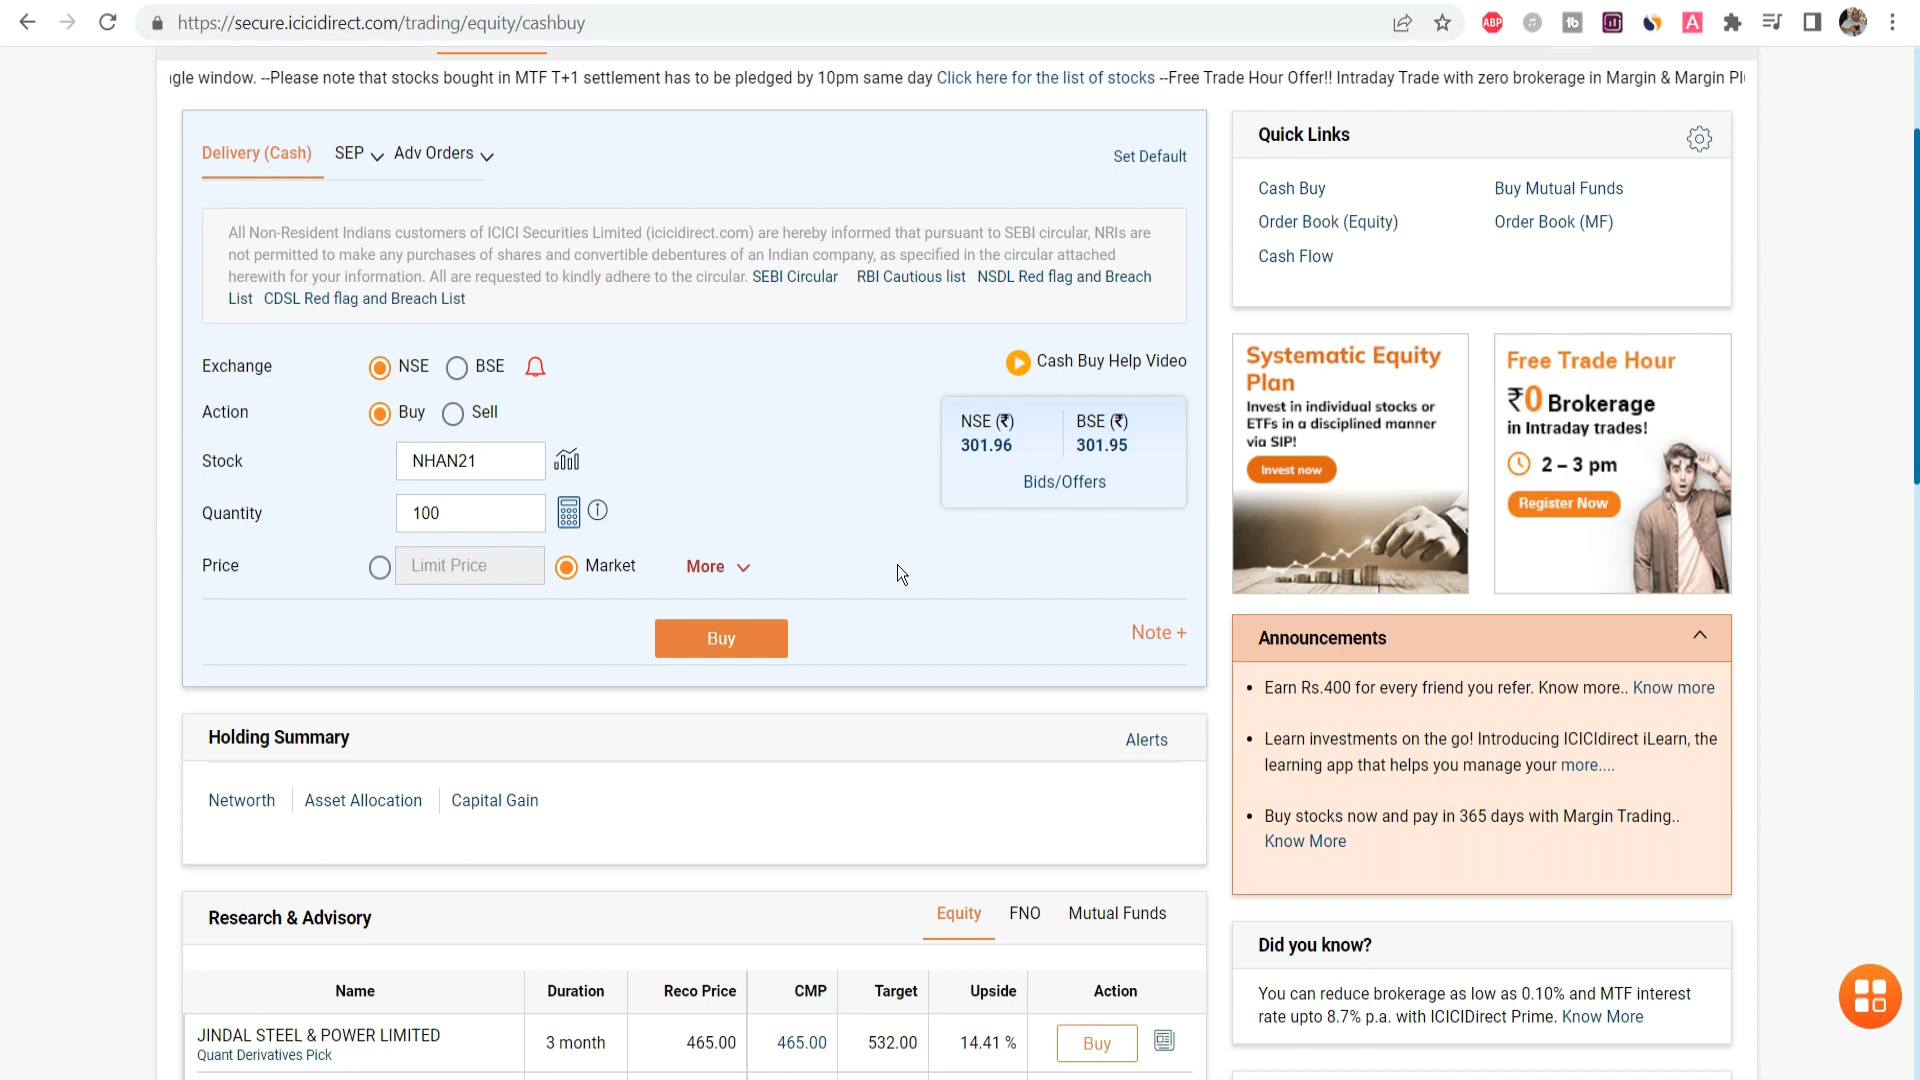 https://secure.icicidirect.com/trading/equity/cashbuy
gle window. --Please note that stocks bought in MTF T+1 settlement has to be pledged by 10pm same day Click here for the list of stocks --Free Trade Hour Offer!! Intraday Trade with zero brokerage in Margin & Margin Pl
Delivery (Cash) SEP Adv Orders Set Default
All Non-Resident Indians customers of ICICI Securities Limited (icicidirect.com) are hereby informed that pursuant to SEBI circular, NRIs are
not permitted to make any purchases of shares and convertible debentures of an Indian company, as specified in the circular attached
herewith for your information. All are requested to kindly adhere to the circular. SEBI Circular RBI Cautious list NSDL Red flag and Breach
List CDSL Red flag and Breach List
Exchange NSE BSE Cash Buy Help Video
Action Buy Sell
NSE (₹) BSE (₹)
301.96 301.95
Bids/Offers
Stock NHAN21
Quantity 100
Price Limit Price Market More
Buy Note +
Holding Summary Alerts
Networth Asset Allocation Capital Gain
Research & Advisory Equity FNO Mutual Funds
Name Duration Reco Price CMP Target Upside Action
JINDAL STEEL & POWER LIMITED 3 month 465.00 465.00 532.00 14.41 % Buy
Quant Derivatives Pick
Quick Links
Cash Buy Buy Mutual Funds
Order Book (Equity) Order Book (MF)
Cash Flow
Systematic Equity
Plan
Invest in individual stocks or
ETFs in a disciplined manner
via SIP!
Invest now
Free Trade Hour
₹0 Brokerage
in Intraday trades!
2 – 3 pm
Register Now
Announcements
Earn Rs.400 for every friend you refer. Know more.. Know more
Learn investments on the go! Introducing ICICIdirect iLearn, the
learning app that helps you manage your more....
Buy stocks now and pay in 365 days with Margin Trading..
Know More
Did you know?
You can reduce brokerage as low as 0.10% and MTF interest
rate upto 8.7% p.a. with ICICIDirect Prime. Know More
ABP
tb
A